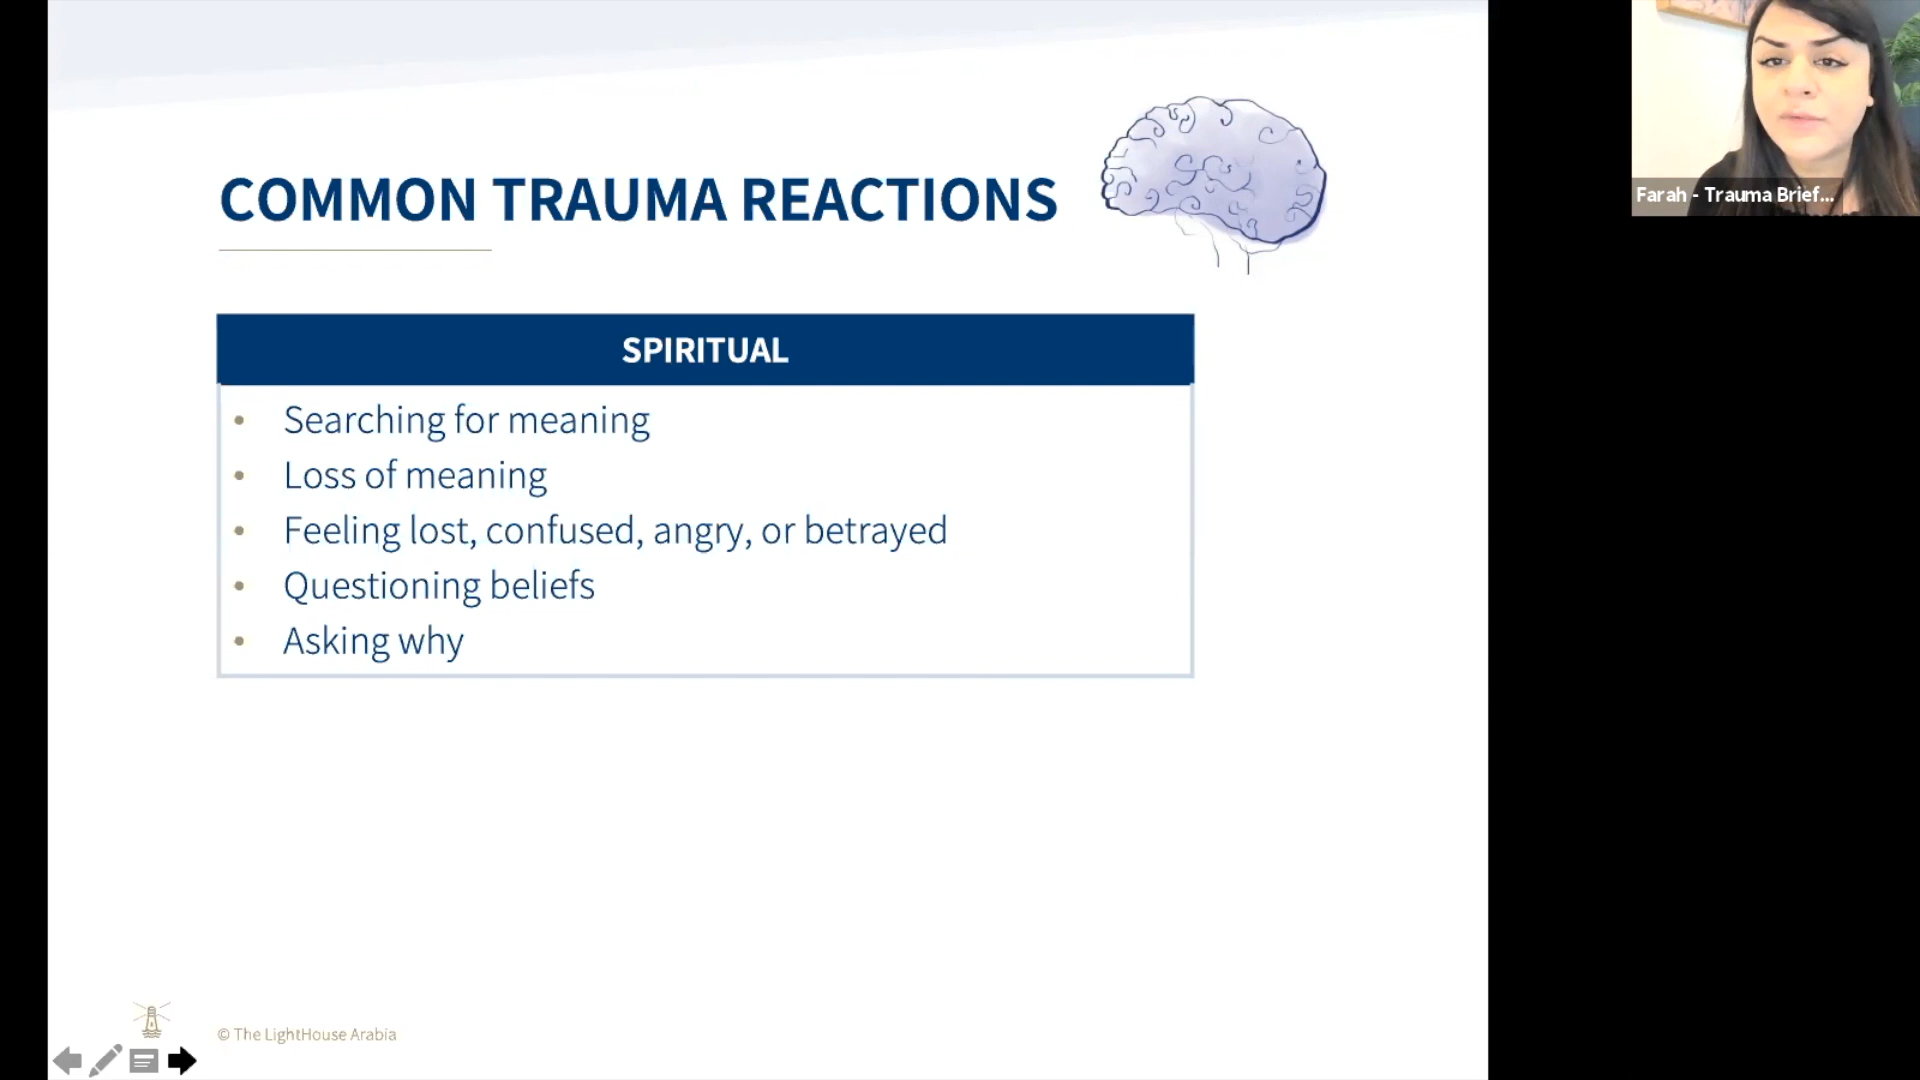 COMMON TRAUMA REACTIONS
SPIRITUAL
• Searching for meaning
• Loss of meaning
• Feeling lost, confused, angry, or betrayed
• Questioning beliefs
• Asking why
© The LightHouse Arabia
Farah - Trauma Brief...